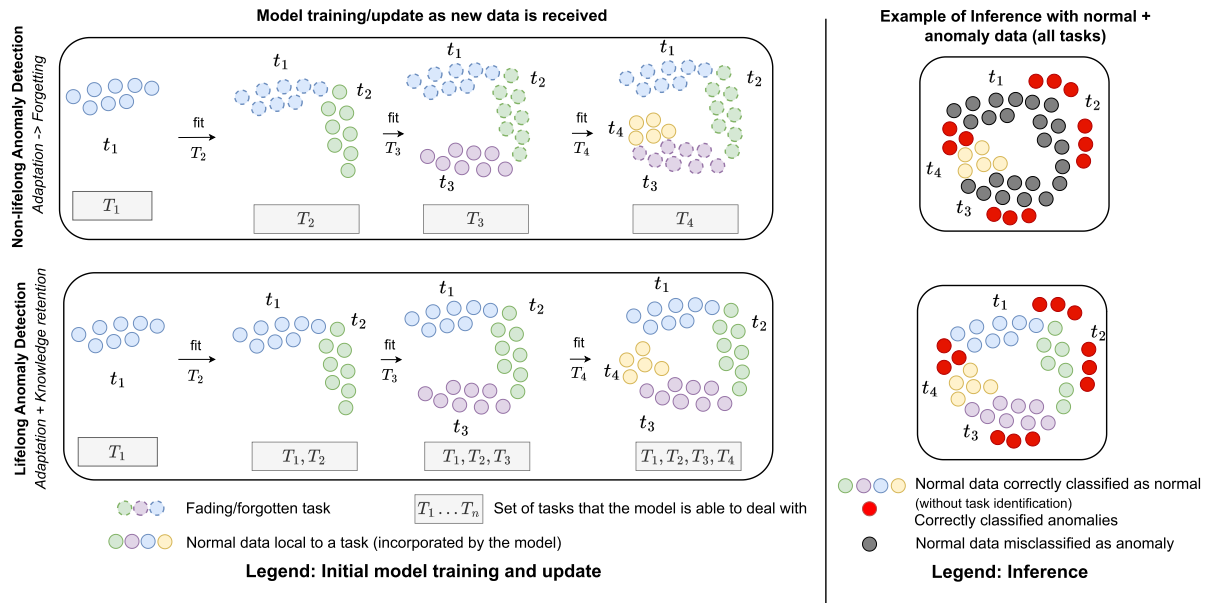 Model training/update as new data is received
Example of Inference with normal +
anomaly data (all tasks)
Non-lifelong Anomaly Detection
Adaptation -> Forgetting
t₁
T₁
fit
T₂
t₁
t₂
T₂
fit
T₃
t₁
t₂
t₃
T₃
fit
T₄
t₁
t₂
t₄
t₃
T₄
t₁
t₂
t₄
t₃
Lifelong Anomaly Detection
Adaptation + Knowledge retention
t₁
T₁
fit
T₂
t₁
t₂
T₁, T₂
fit
T₃
t₁
t₂
t₃
T₁, T₂, T₃
fit
T₄
t₁
t₂
t₄
t₃
T₁, T₂, T₃, T₄
t₁
t₂
t₄
t₃
Fading/forgotten task
T₁ … Tₙ
Set of tasks that the model is able to deal with
Normal data local to a task (incorporated by the model)
Legend: Initial model training and update
Normal data correctly classified as normal
(without task identification)
Correctly classified anomalies
Normal data misclassified as anomaly
Legend: Inference